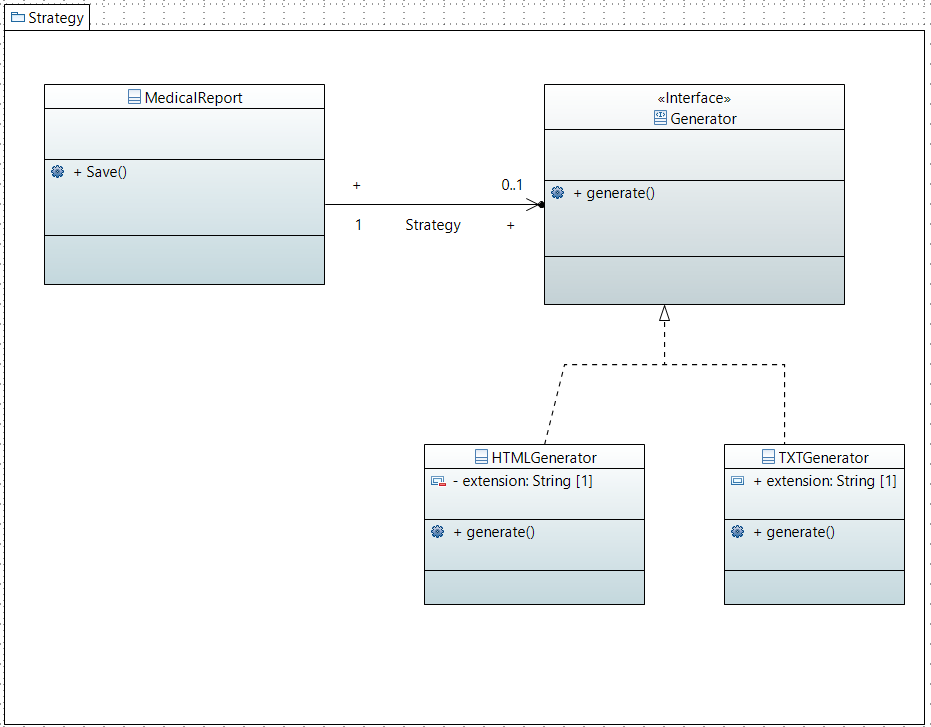 Strategy
MedicalReport
+ Save()
+
0..1
1
Strategy
+
«Interface»
Generator
+ generate()
HTMLGenerator
- extension: String [1]
+ generate()
TXTGenerator
+ extension: String [1]
+ generate()